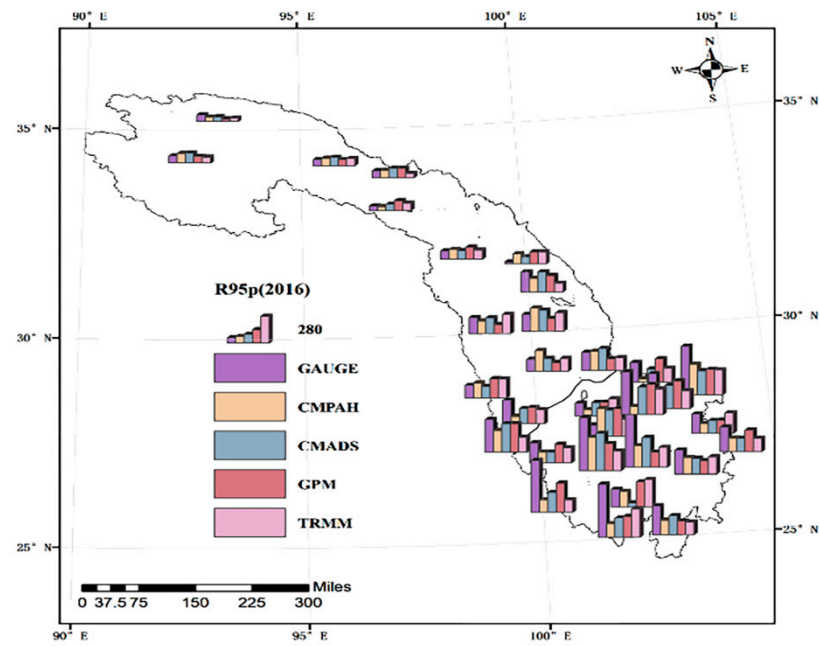 90° E 95° E 100° E 105° E
N
W E
S
35° N 35° N
30° N 30° N
25° N 25° N
R95p(2016)
280
GAUGE
CMPAH
CMADS
GPM
TRMM
Miles
0 37.5 75 150 225 300
90° E 95° E 100° E